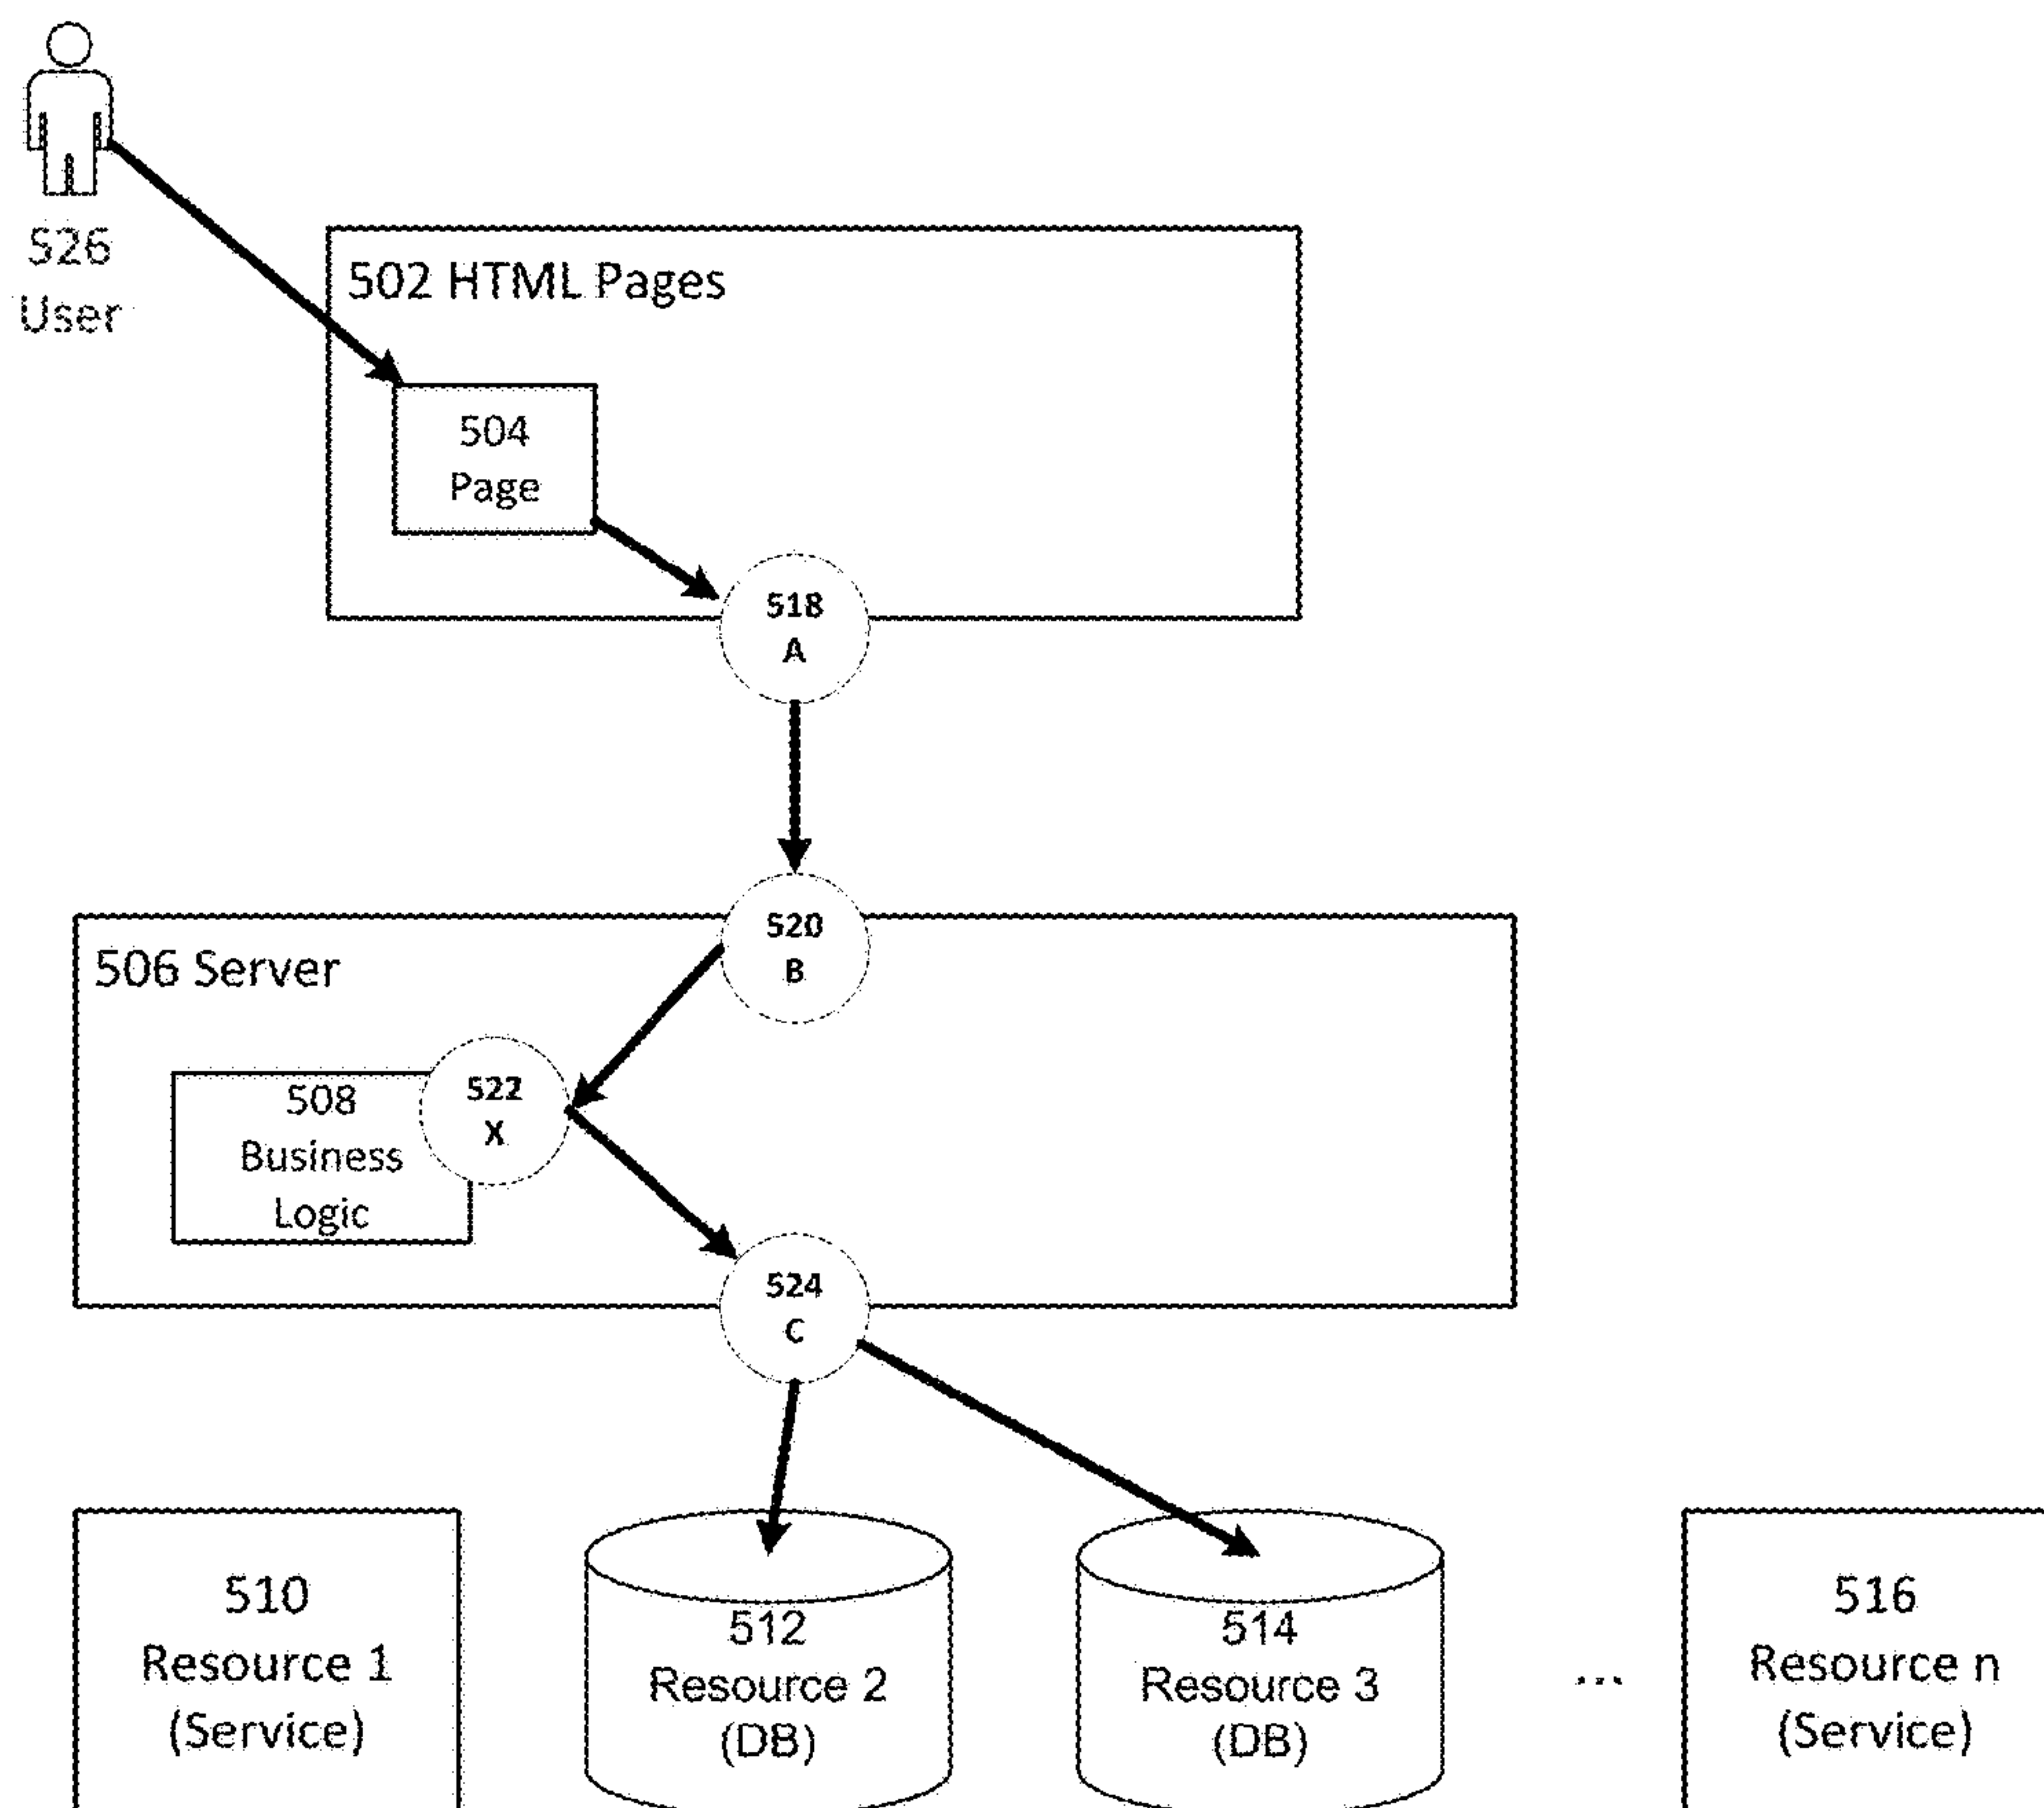 526
User
502 HTML Pages
504
Page
518
A
520
B
506 Server
522
X
508
Business
Logic
524
C
510
Resource 1
(Service)
512
Resource 2
(DB)
514
Resource 3
(DB)
...
516
Resource n
(Service)